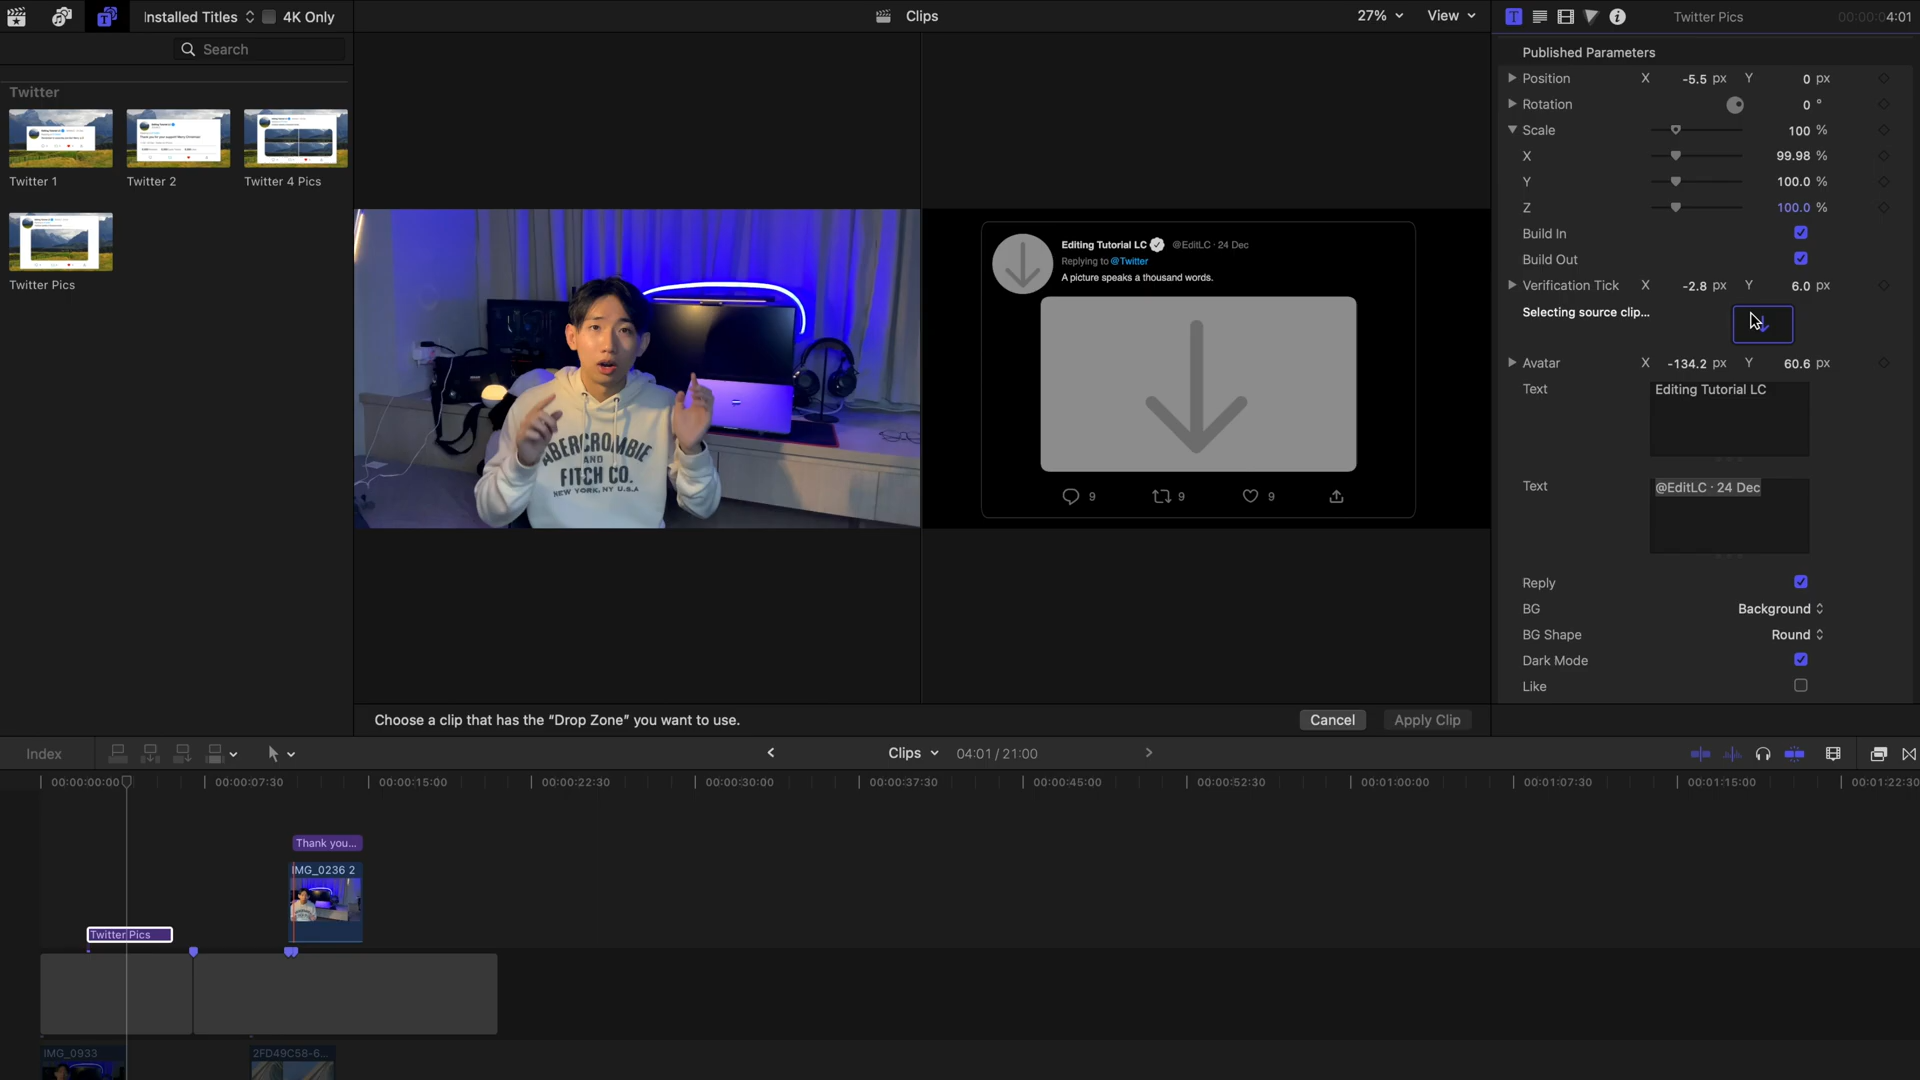 Installed Titles
4K Only
Search
Twitter
Twitter 1
Twitter 2
Twitter 4 Pics
Twitter Pics
Clips
27%
View
ABERCROMBIE
AND
FITCH CO.
NEW YORK, NY U.S.A
Editing Tutorial LC @EditLC · 24 Dec
Replying to @Twitter
A picture speaks a thousand words.
9 9 9
Choose a clip that has the “Drop Zone” you want to use.
Cancel
Apply Clip
Twitter Pics
00:00:04:01
Published Parameters
Position X -5.5 px Y 0 px
Rotation 0 °
Scale 100 %
X 99.98 %
Y 100.0 %
Z 100.0 %
Build In
Build Out
Verification Tick X -2.8 px Y 6.0 px
Selecting source clip...
Avatar X -134.2 px Y 60.6 px
Text Editing Tutorial LC
Text @EditLC · 24 Dec
Reply
BG Background
BG Shape Round
Dark Mode
Like
Index
Clips 04:01 / 21:00
00:00:00:00 00:00:07:30 00:00:15:00 00:00:22:30 00:00:30:00 00:00:37:30 00:00:45:00 00:00:52:30 00:01:00:00 00:01:07:30 00:01:15:00 00:01:22:30
Thank you...
IMG_0236 2
Twitter Pics
IMG_0933
2FD49C58-6...